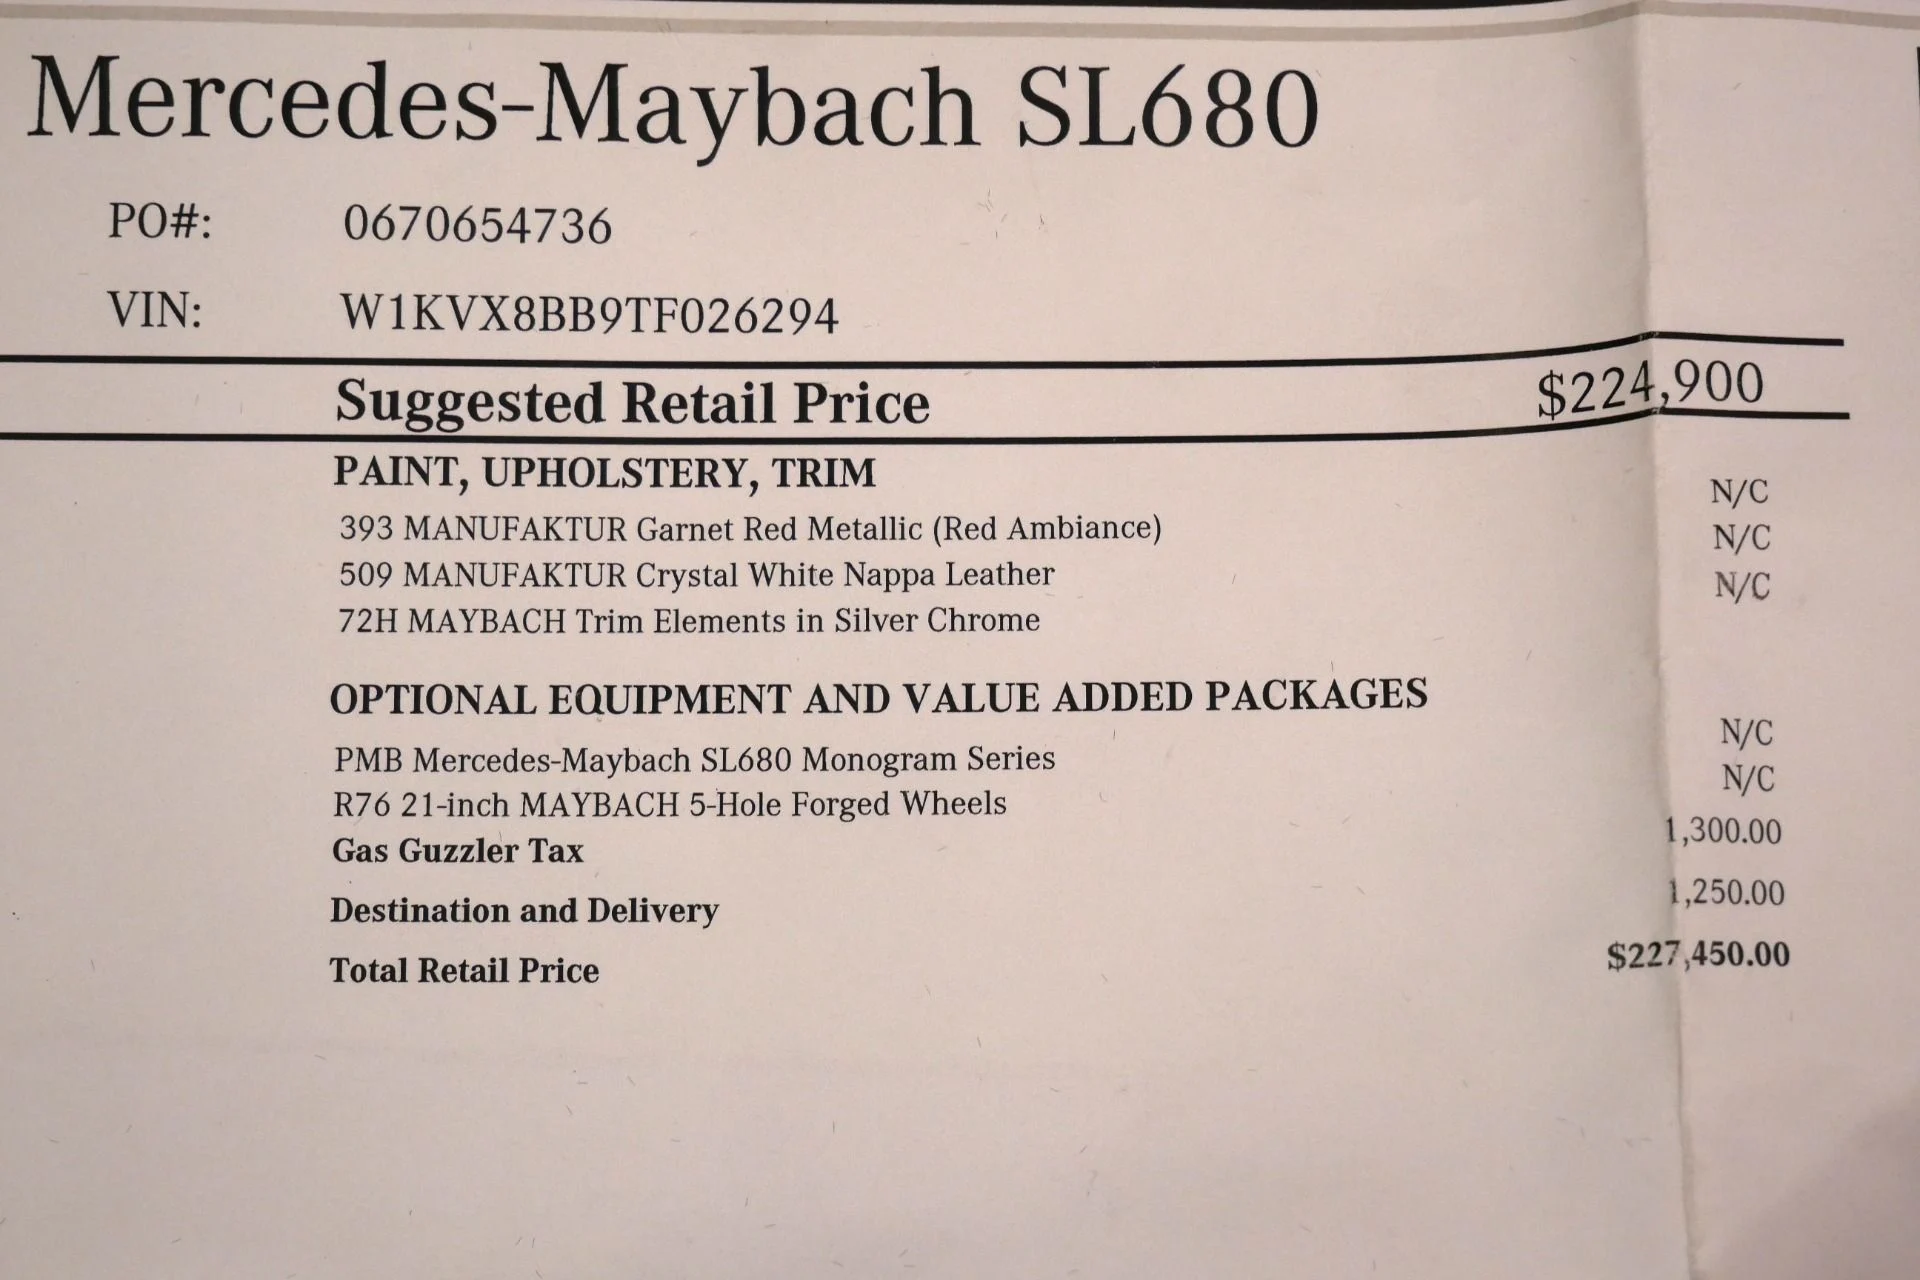 Mercedes-Maybach SL680
PO#: 0670654736
VIN: W1KVX8BB9TF026294
Suggested Retail Price $224,900
PAINT, UPHOLSTERY, TRIM
393 MANUFAKTUR Garnet Red Metallic (Red Ambiance) N/C
509 MANUFAKTUR Crystal White Nappa Leather N/C
72H MAYBACH Trim Elements in Silver Chrome N/C
OPTIONAL EQUIPMENT AND VALUE ADDED PACKAGES
PMB Mercedes-Maybach SL680 Monogram Series N/C
R76 21-inch MAYBACH 5-Hole Forged Wheels N/C
Gas Guzzler Tax 1,300.00
Destination and Delivery 1,250.00
Total Retail Price $227,450.00